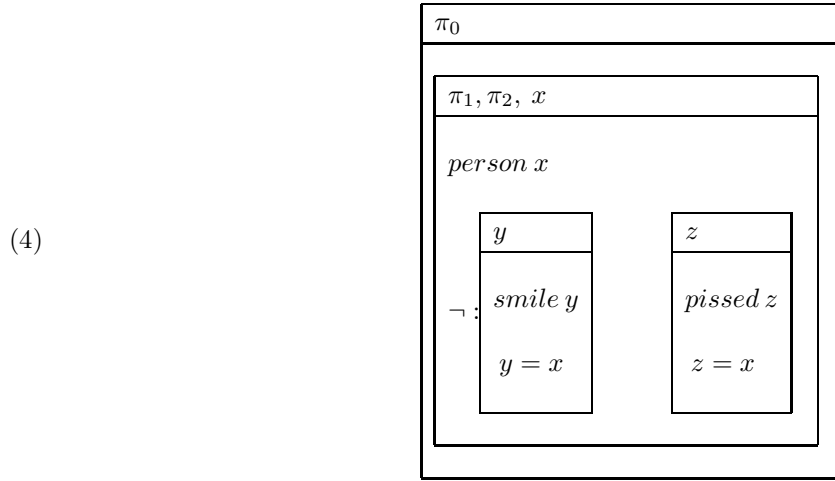 π₀
π₁, π₂, x
person x
y z
(4)
smile y pissed z
¬ :
y = x z = x